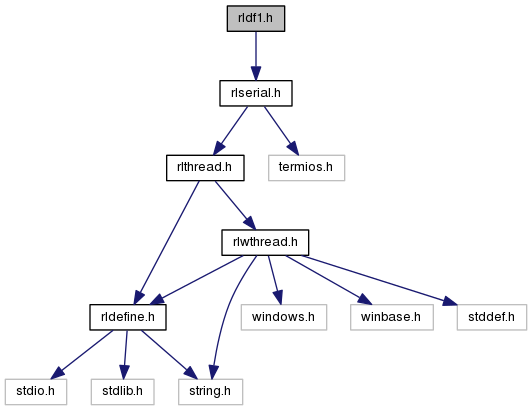 rldf1.h
rlserial.h
rlthread.h
termios.h
rlwthread.h
rldefine.h
windows.h
winbase.h
stddef.h
stdio.h
stdlib.h
string.h